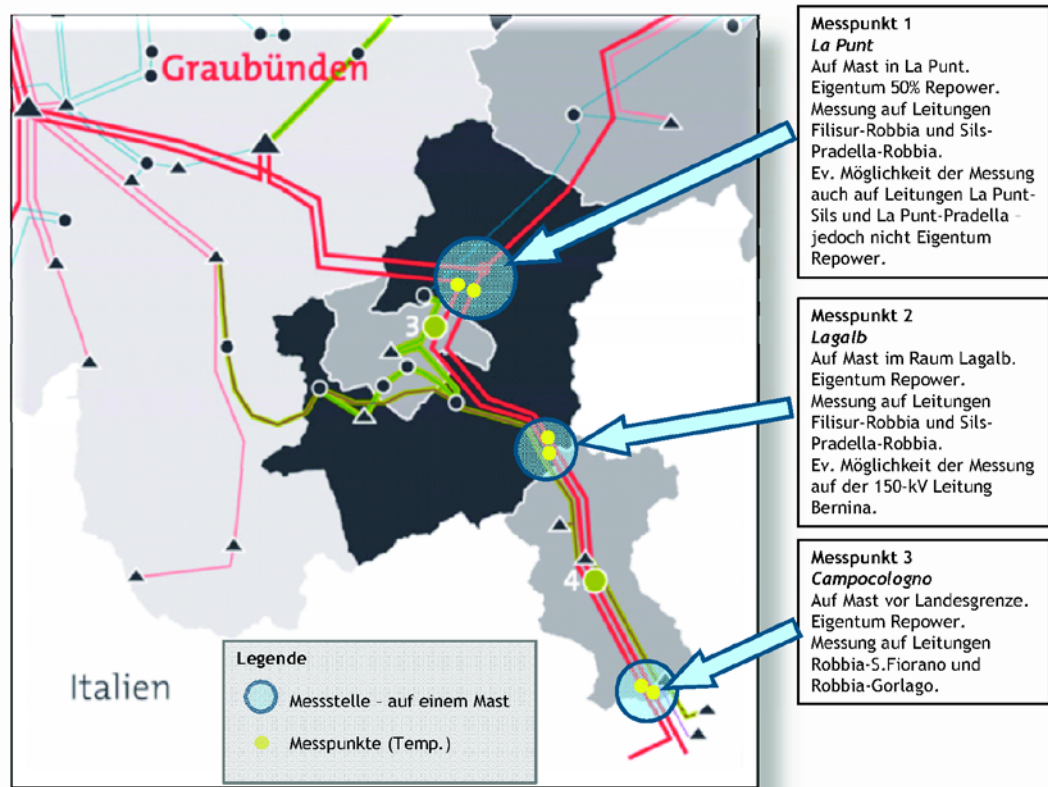 Graubünden
3
4
Italien
Legende
Messstelle – auf einem Mast
Messpunkte (Temp.)
Messpunkt 1
La Punt
Auf Mast in La Punt.
Eigentum 50% Repower.
Messung auf Leitungen
Filisur-Robbia und Sils-
Pradella-Robbia.
Ev. Möglichkeit der Messung
auch auf Leitungen La Punt-
Sils und La Punt-Pradella –
jedoch nicht Eigentum
Repower.
Messpunkt 2
Lagalb
Auf Mast im Raum Lagalb.
Eigentum Repower.
Messung auf Leitungen
Filisur-Robbia und Sils-
Pradella-Robbia.
Ev. Möglichkeit der Messung
auf der 150-kV Leitung
Bernina.
Messpunkt 3
Campocologno
Auf Mast vor Landesgrenze.
Eigentum Repower.
Messung auf Leitungen
Robbia-S.Fiorano und
Robbia-Gorlago.